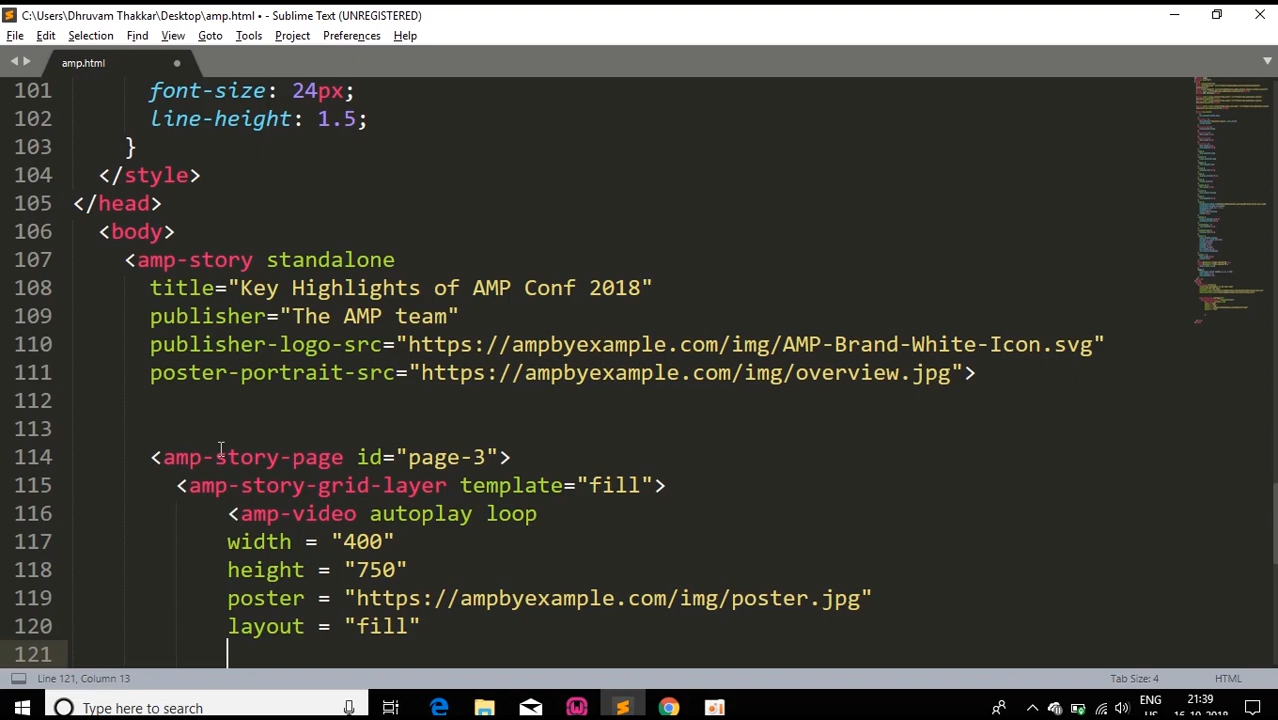 C:\Users\Dhruvam Thakkar\Desktop\amp.html • - Sublime Text (UNREGISTERED)
File Edit Selection Find View Goto Tools Project Preferences Help
amp.html
101 font-size: 24px;
102 line-height: 1.5;
103 }
104 </style>
105 </head>
106 <body>
107 <amp-story standalone
108 title="Key Highlights of AMP Conf 2018"
109 publisher="The AMP team"
110 publisher-logo-src="https://ampbyexample.com/img/AMP-Brand-White-Icon.svg"
111 poster-portrait-src="https://ampbyexample.com/img/overview.jpg">
112
113
114 <amp-story-page id="page-3">
115 <amp-story-grid-layer template="fill">
116 <amp-video autoplay loop
117 width = "400"
118 height = "750"
119 poster = "https://ampbyexample.com/img/poster.jpg"
120 layout = "fill"
121
Line 121, Column 13 Tab Size: 4 HTML
Type here to search
ENG 21:39
16-10-2018